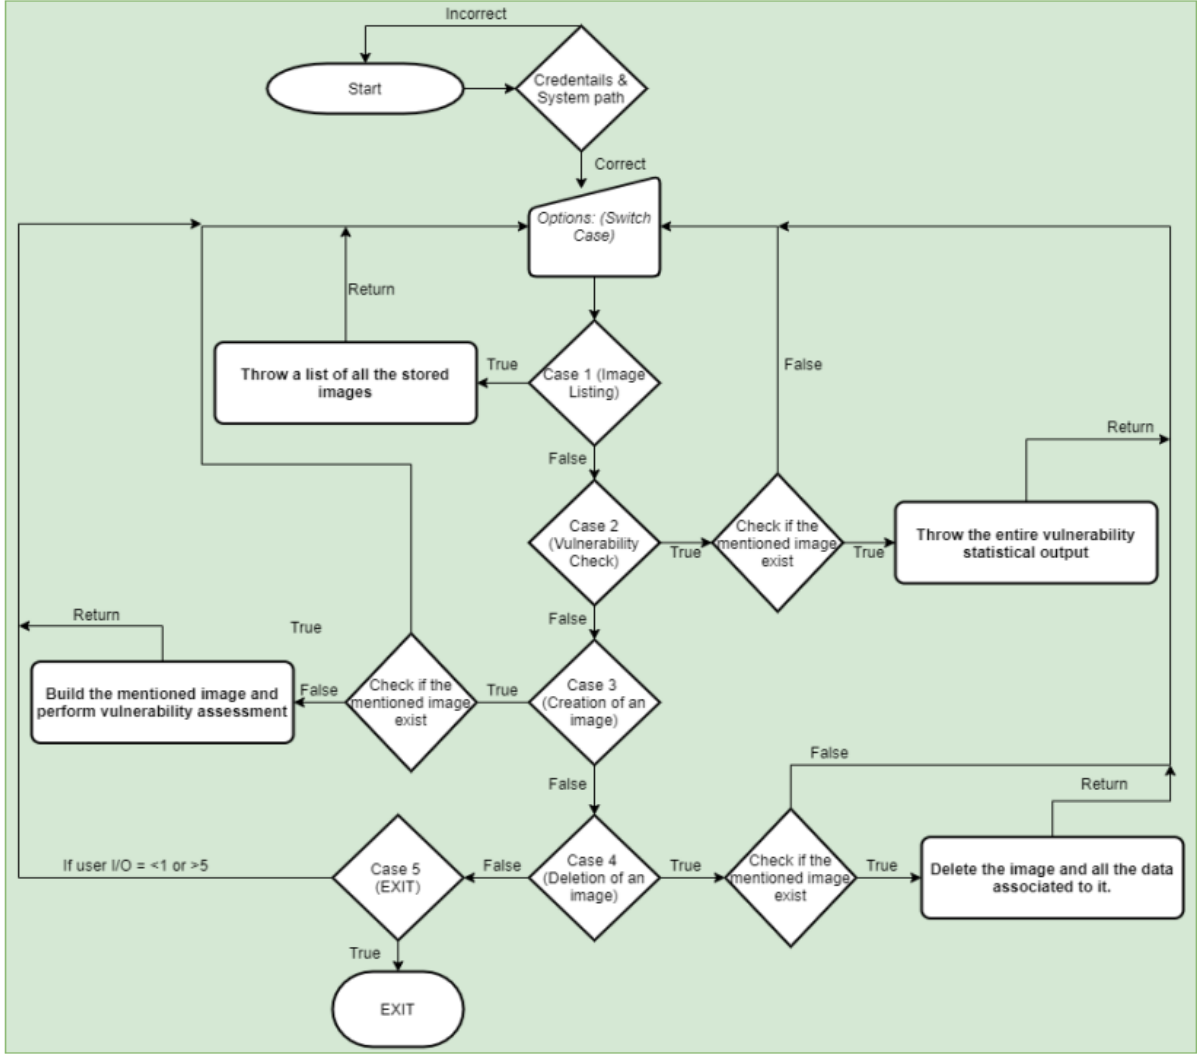 Incorrect
Start
Credentails &
System path
Correct
Options: (Switch
Case)
Return
Throw a list of all the stored
images
True
Case 1 (Image
Listing)
False
False
Return
Case 2
(Vulnerability
Check)
True
Check if the
mentioned image
exist
True
Throw the entire vulnerability
statistical output
False
Return
True
Build the mentioned image and
perform vulnerability assessment
False
Check if the
mentioned image
exist
True
Case 3
(Creation of an
image)
False
False
Return
If user I/O = <1 or >5
Case 5
(EXIT)
False
Case 4
(Deletion of an
image)
True
Check if the
mentioned image
exist
True
Delete the image and all the data
associated to it.
True
EXIT